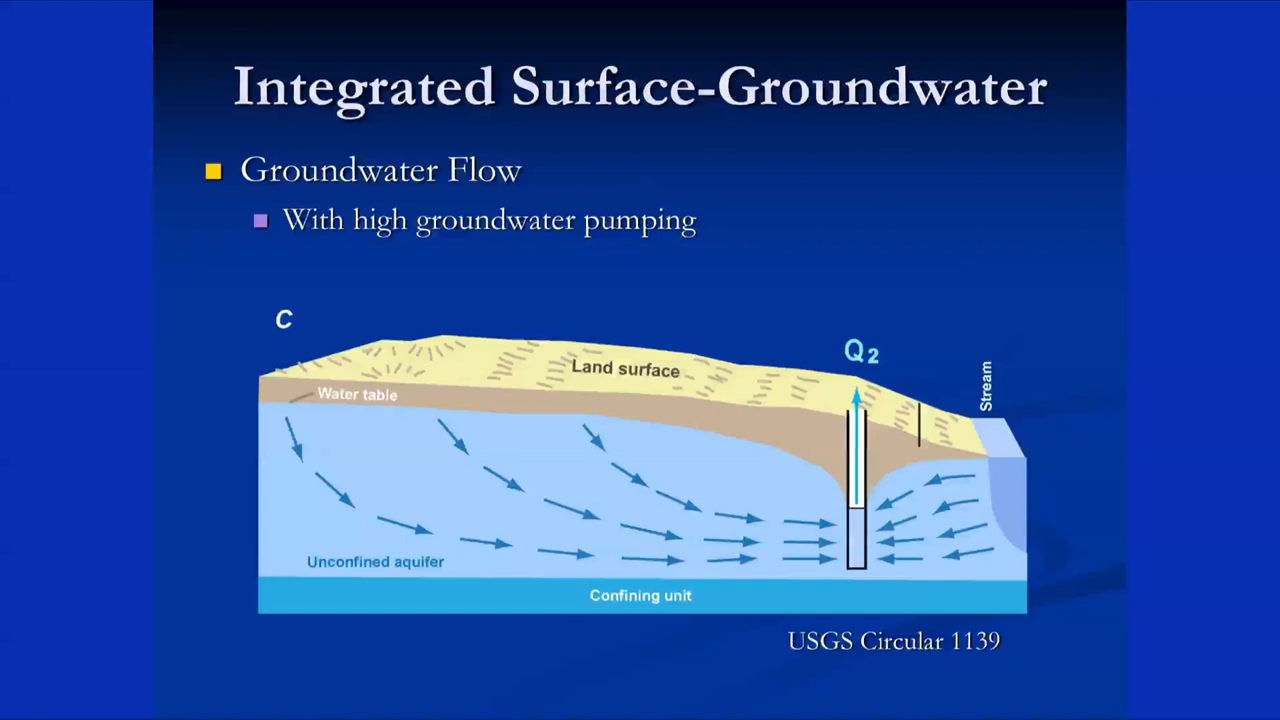 Integrated Surface-Groundwater
Groundwater Flow
With high groundwater pumping
C
Q2
Stream
Land surface
Water table
Unconfined aquifer
Confining unit
USGS Circular 1139